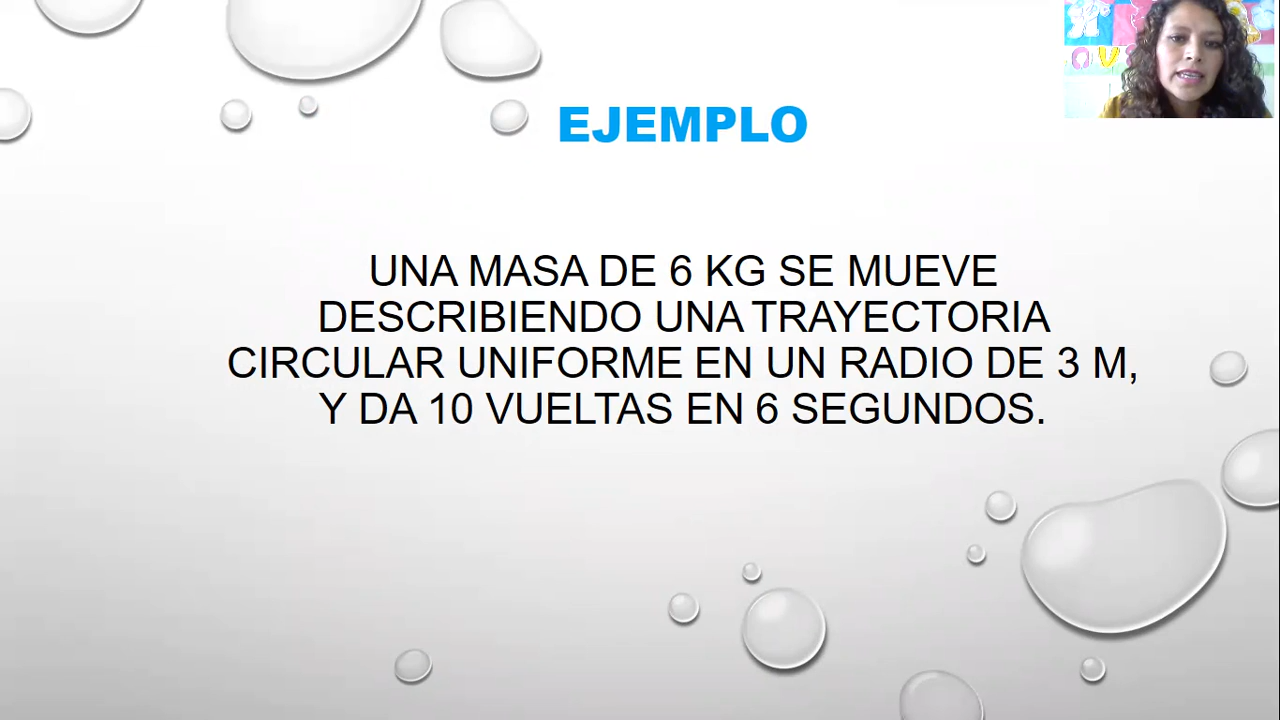 EJEMPLO
UNA MASA DE 6 KG SE MUEVE
DESCRIBIENDO UNA TRAYECTORIA
CIRCULAR UNIFORME EN UN RADIO DE 3 M,
Y DA 10 VUELTAS EN 6 SEGUNDOS.